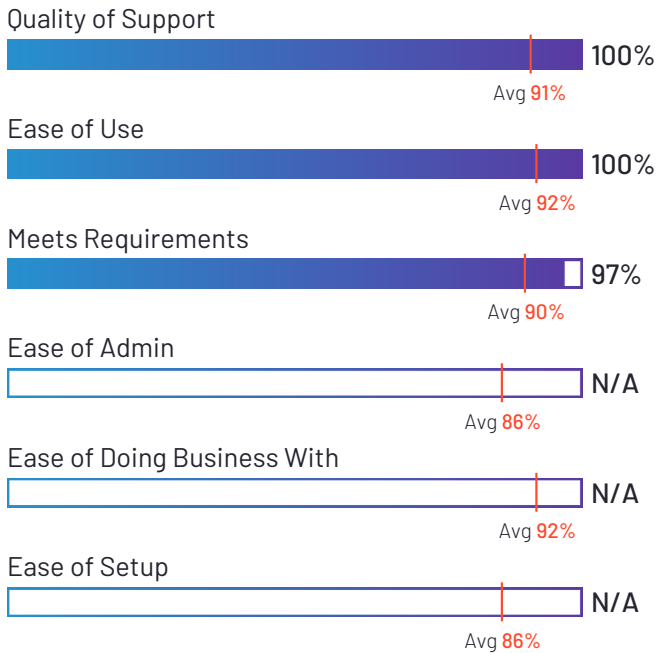 Quality of Support
100%
Avg 91%
Ease of Use
100%
Avg 92%
Meets Requirements
97%
Avg 90%
Ease of Admin
N/A
Avg 86%
Ease of Doing Business With
N/A
Avg 92%
Ease of Setup
N/A
Avg 86%